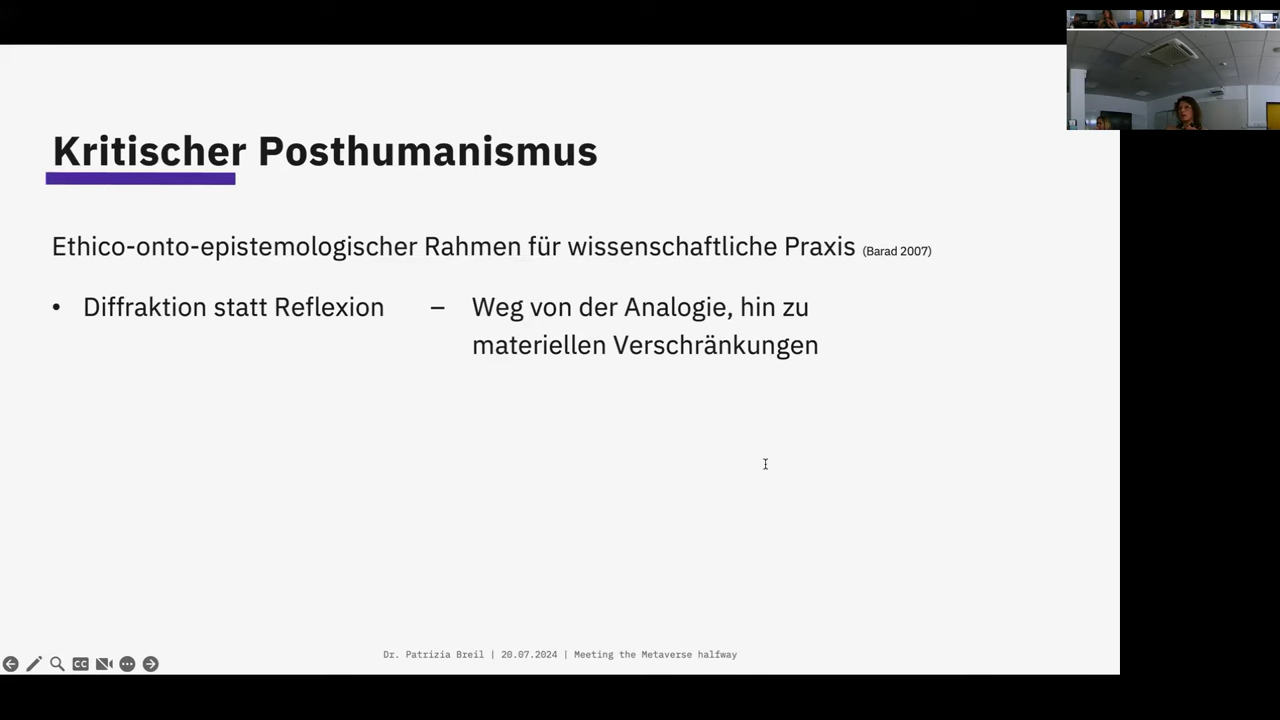 Kritischer Posthumanismus
Ethico-onto-epistemologischer Rahmen für wissenschaftliche Praxis (Barad 2007)
• Diffraktion statt Reflexion – Weg von der Analogie, hin zu
materiellen Verschränkungen
CC
Dr. Patrizia Breil | 20.07.2024 | Meeting the Metaverse halfway